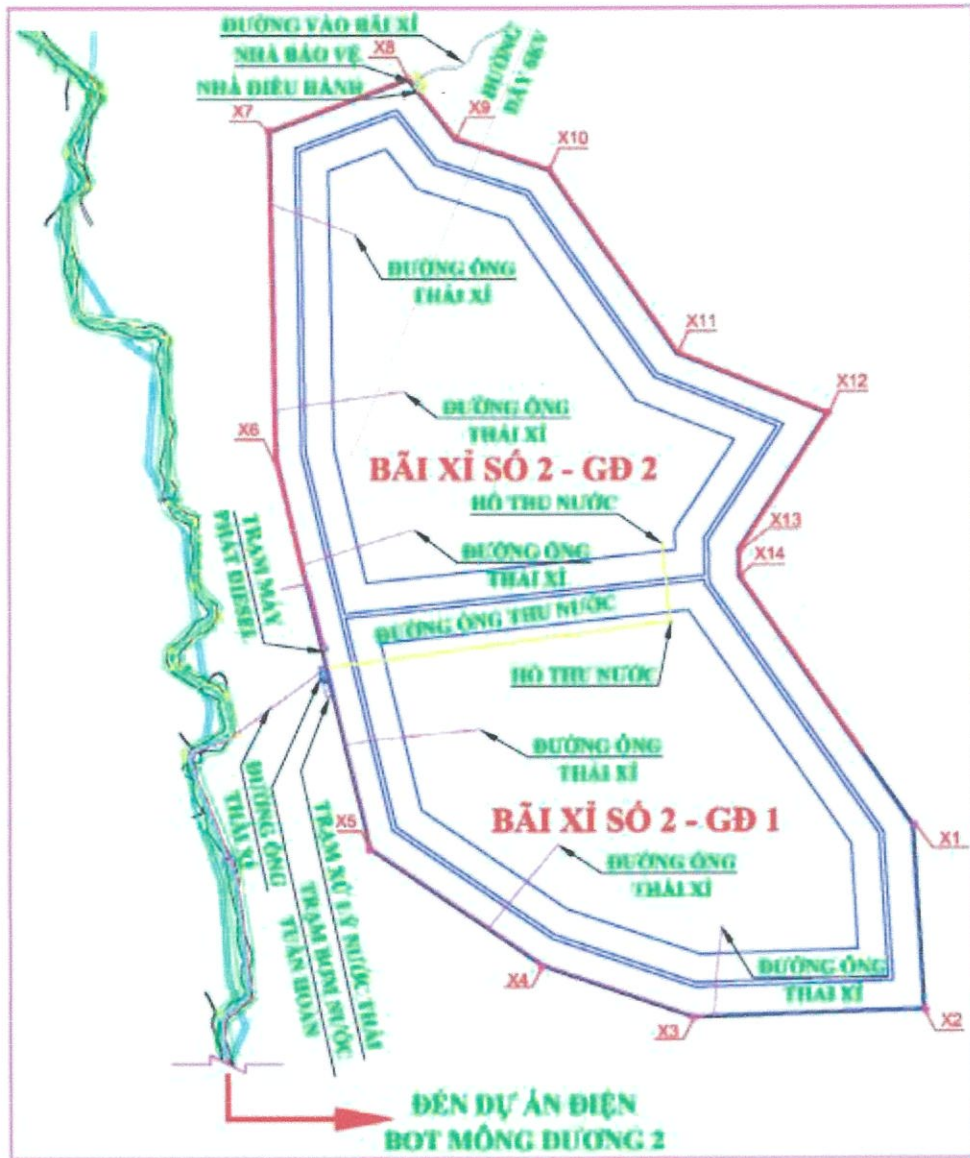 ĐƯỜNG VÀO BÃI XỈ
X8
NHÀ BẢO VỆ
NHÀ ĐIỀU HÀNH
ĐƯỜNG
DÂY 6KV
X7
X9
X10
ĐƯỜNG ỐNG
THẢI XỈ
X11
X12
ĐƯỜNG ỐNG
THẢI XỈ
X6
BÃI XỈ SỐ 2 - GĐ 2
HỐ THU NƯỚC
TRẠM MÁY
PHÁT DIESEL
ĐƯỜNG ỐNG
THẢI XỈ
X13
X14
ĐƯỜNG ỐNG THU NƯỚC
HỐ THU NƯỚC
ĐƯỜNG ỐNG
THẢI XỈ
ĐƯỜNG ỐNG
THẢI XỈ
X5
BÃI XỈ SỐ 2 - GĐ 1
X1
TRẠM XỬ LÝ NƯỚC THẢI
TRẠM BƠM NƯỚC
TUẦN HOÀN
ĐƯỜNG ỐNG
THẢI XỈ
X4
ĐƯỜNG ỐNG
THẢI XỈ
X3
X2
ĐẾN DỰ ÁN ĐIỆN
BOT MÔNG DƯƠNG 2